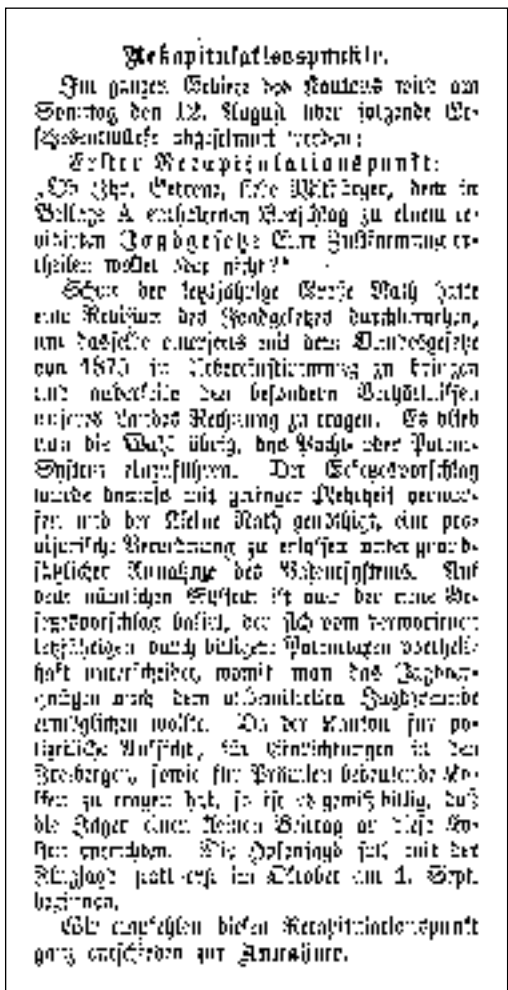 Rekapitulationspunkte.
Im ganzen Gebiete des Kantons wird am
Sonntag den 12. August über folgende Ge-
setzesentwürfe abgestimmt werden:
Erster Recapitulationspunkt:
„Ob Ihr, Getreue, liebe Mitbürger, dem in
Beilage A enthaltenen Vorschlag zu einem re-
vidirten Jagdgesetze Eure Zustimmung er-
theilen wollet oder nicht?“
Schon der letztjährige Große Rath hatte
eine Revision des Jagdgesetzes durchberathen,
um dasselbe einerseits mit dem Bundesgesetze
von 1875 in Uebereinstimmung zu bringen
und anderseits den besondern Verhältnissen
unseres Landes Rechnung zu tragen. Es blieb
nun die Wahl übrig, das Pacht- oder Patent-
System einzuführen. Der Gesetzesvorschlag
wurde damals mit geringer Mehrheit verwor-
fen und der Kleine Rath genöthigt, eine pro-
visorische Verordnung zu erlassen unter grund-
sätzlicher Annahme des Patentsystems. Auf
dem nämlichen System ist nun der neue Ge-
setzesvorschlag basirt, der sich vom verworfenen
letztjährigen durch billigere Patenttaxen vortheil-
haft unterscheidet, womit man das Jagdver-
gnügen auch dem unbemittelten Jagdfreunde
ermöglichen wollte. Da der Kanton für po-
lizeiliche Aufsicht, für Einrichtungen in den
Freibergen, sowie für Prämien bedeutende Ko-
sten zu tragen hat, so ist es gewiß billig, daß
die Jäger einen kleinen Beitrag an diese Ko-
sten entrichten. Die Hasenjagd soll mit der
Flugjagd statt erst im Oktober am 1. Sept.
beginnen.
Wir empfehlen diesen Recapitulationspunkt
ganz entschieden zur Annahme.